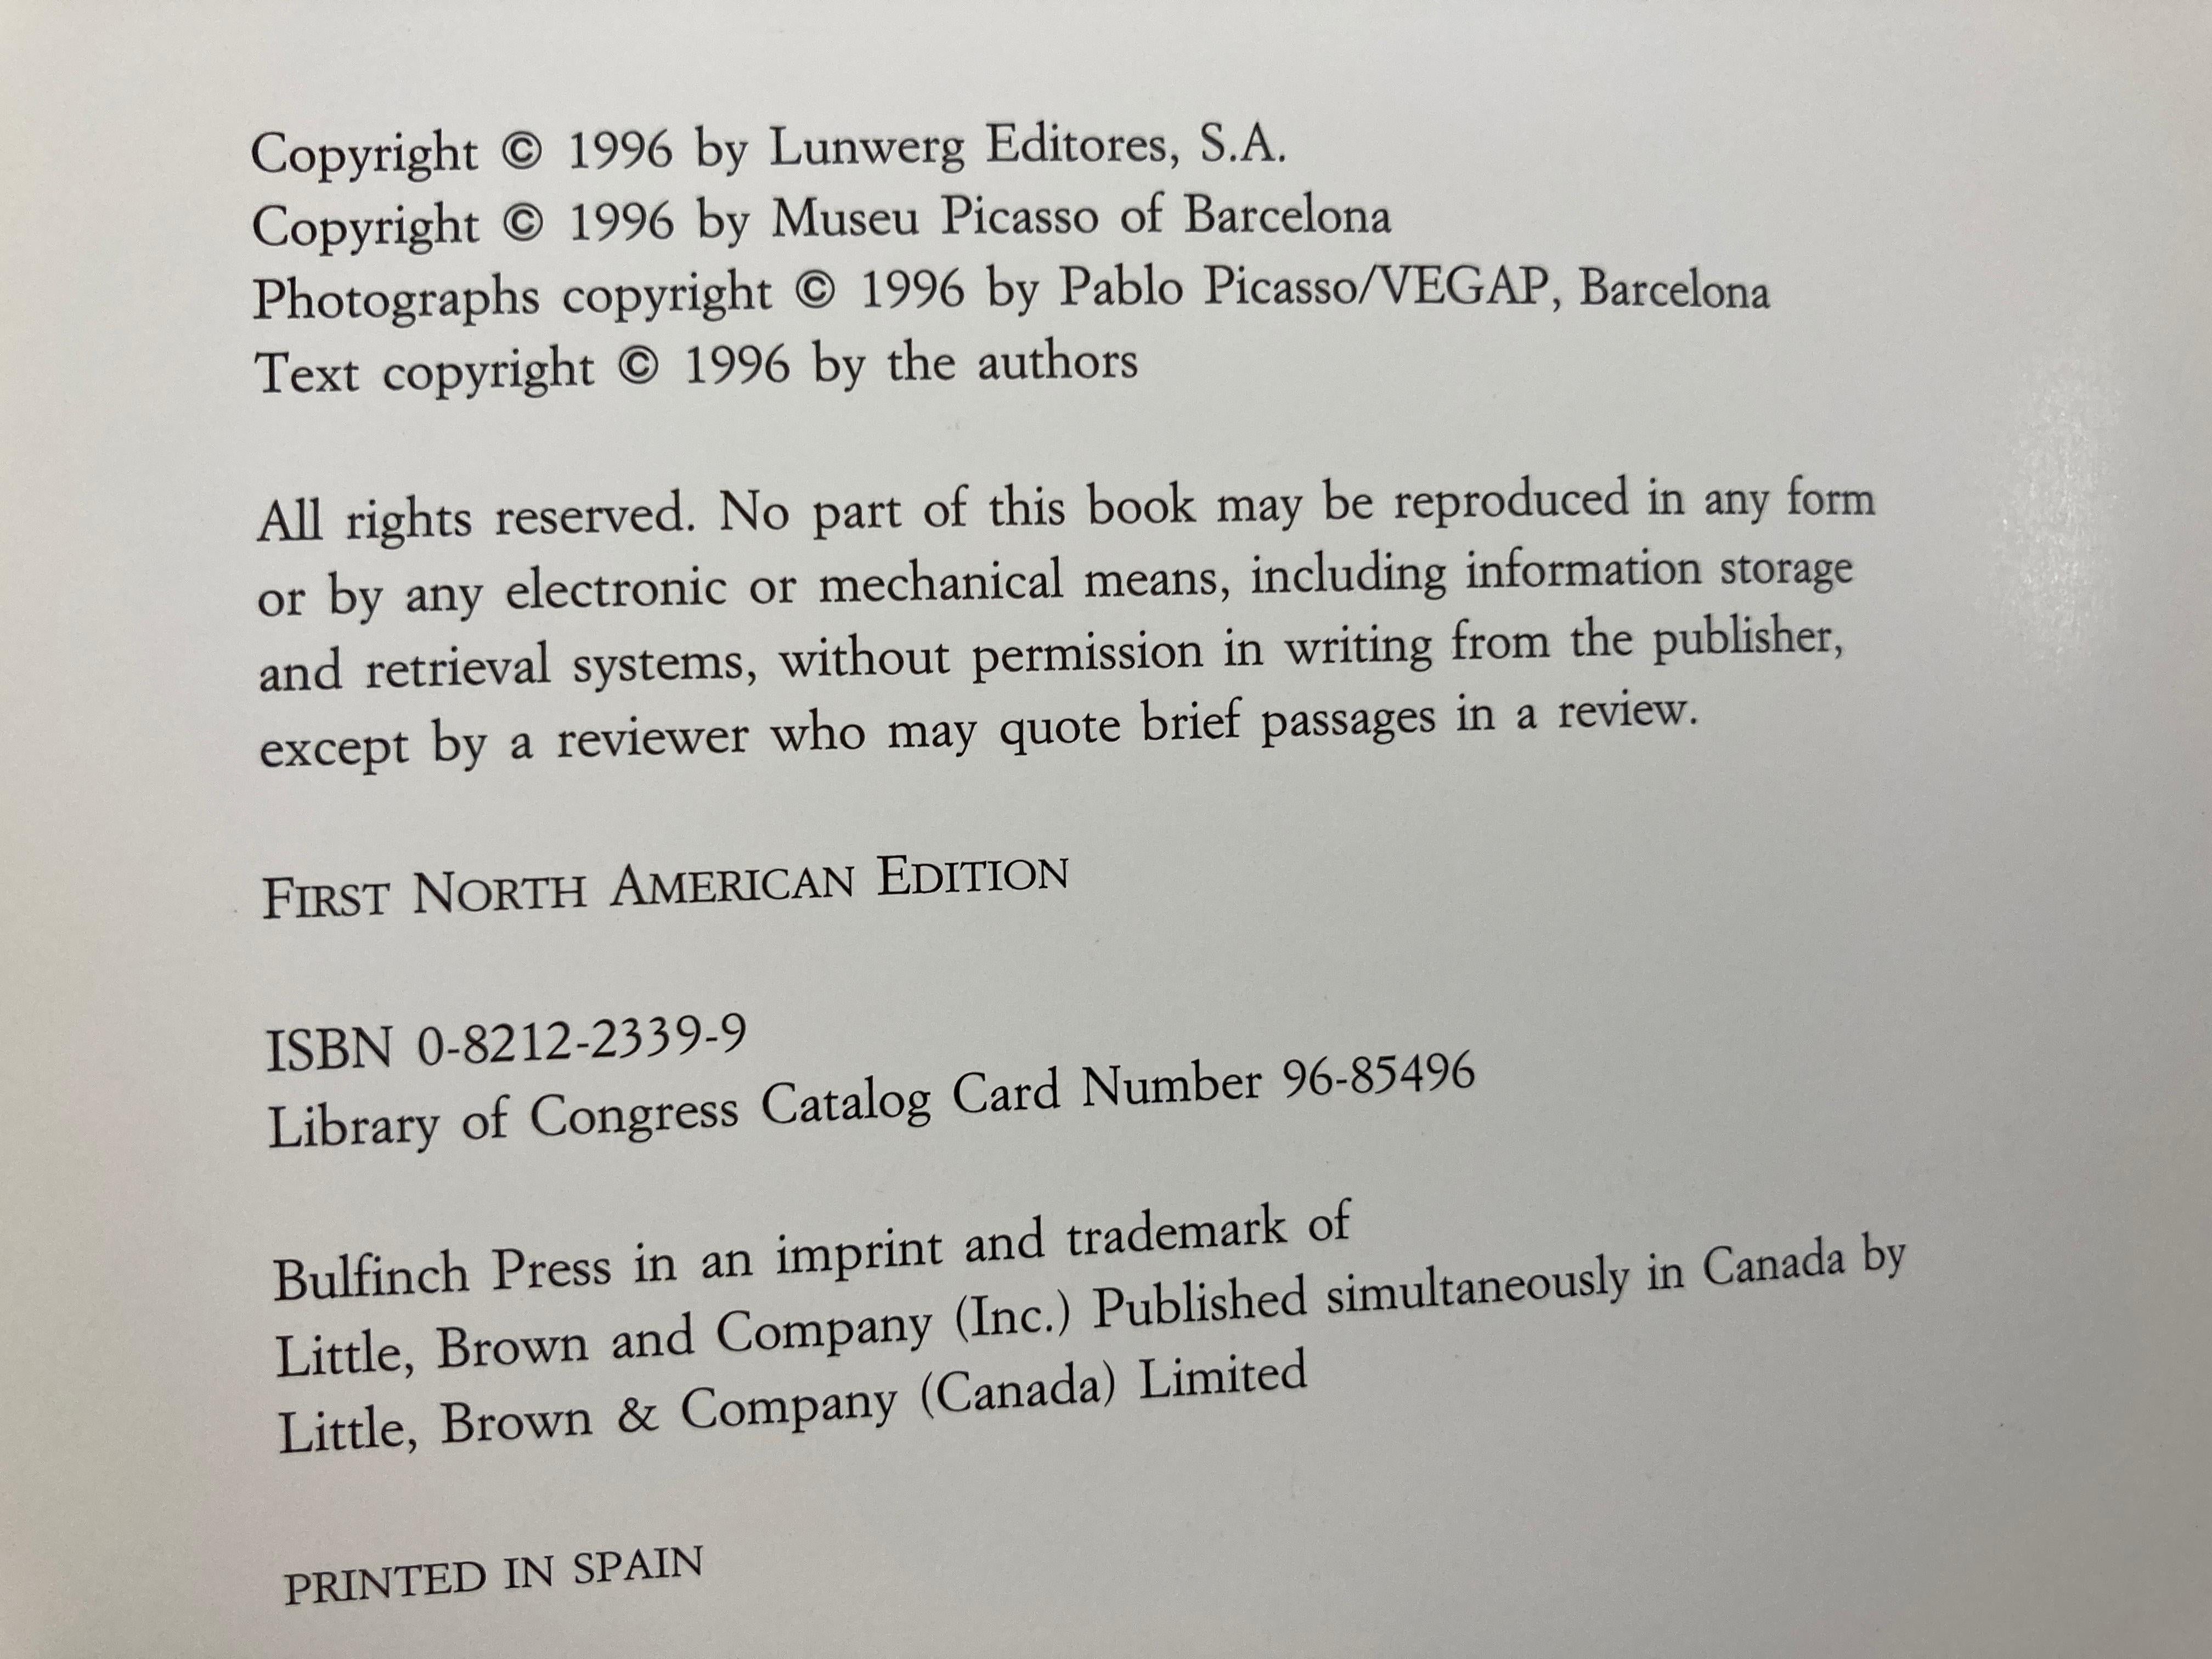 Copyright © 1996 by Lunwerg Editores, S.A.
Copyright © 1996 by Museu Picasso of Barcelona
Photographs copyright © 1996 by Pablo Picasso/VEGAP, Barcelona
Text copyright © 1996 by the authors
All rights reserved. No part of this book may be reproduced in any form
or by any electronic or mechanical means, including information storage
and retrieval systems, without permission in writing from the publisher,
except by a reviewer who may quote brief passages in a review.
FIRST NORTH AMERICAN EDITION
ISBN 0-8212-2339-9
Library of Congress Catalog Card Number 96-85496
Bulfinch Press in an imprint and trademark of
Little, Brown and Company (Inc.) Published simultaneously in Canada by
Little, Brown & Company (Canada) Limited
PRINTED IN SPAIN